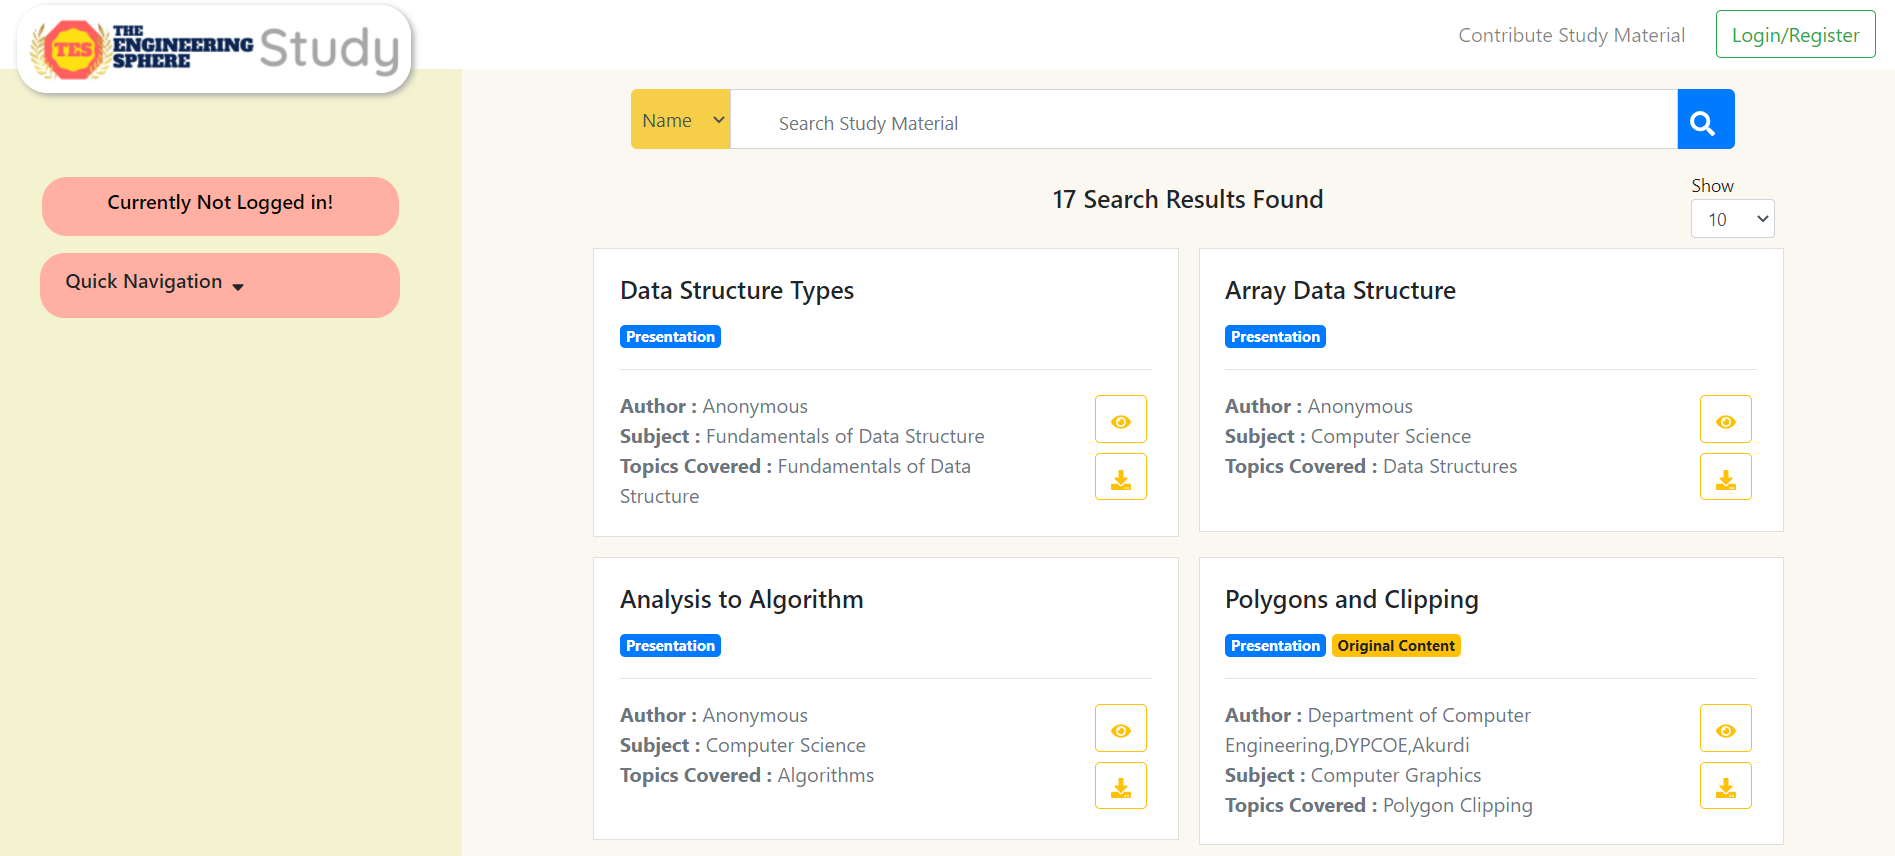 TES
THE
ENGINEERING
SPHERE
Study
Contribute Study Material
Login/Register
Name
Search Study Material
Currently Not Logged in!
Quick Navigation
17 Search Results Found
Show
10
Data Structure Types
Presentation
Author : Anonymous
Subject : Fundamentals of Data Structure
Topics Covered : Fundamentals of Data
Structure
Array Data Structure
Presentation
Author : Anonymous
Subject : Computer Science
Topics Covered : Data Structures
Analysis to Algorithm
Presentation
Author : Anonymous
Subject : Computer Science
Topics Covered : Algorithms
Polygons and Clipping
Presentation Original Content
Author : Department of Computer
Engineering,DYPCOE,Akurdi
Subject : Computer Graphics
Topics Covered : Polygon Clipping